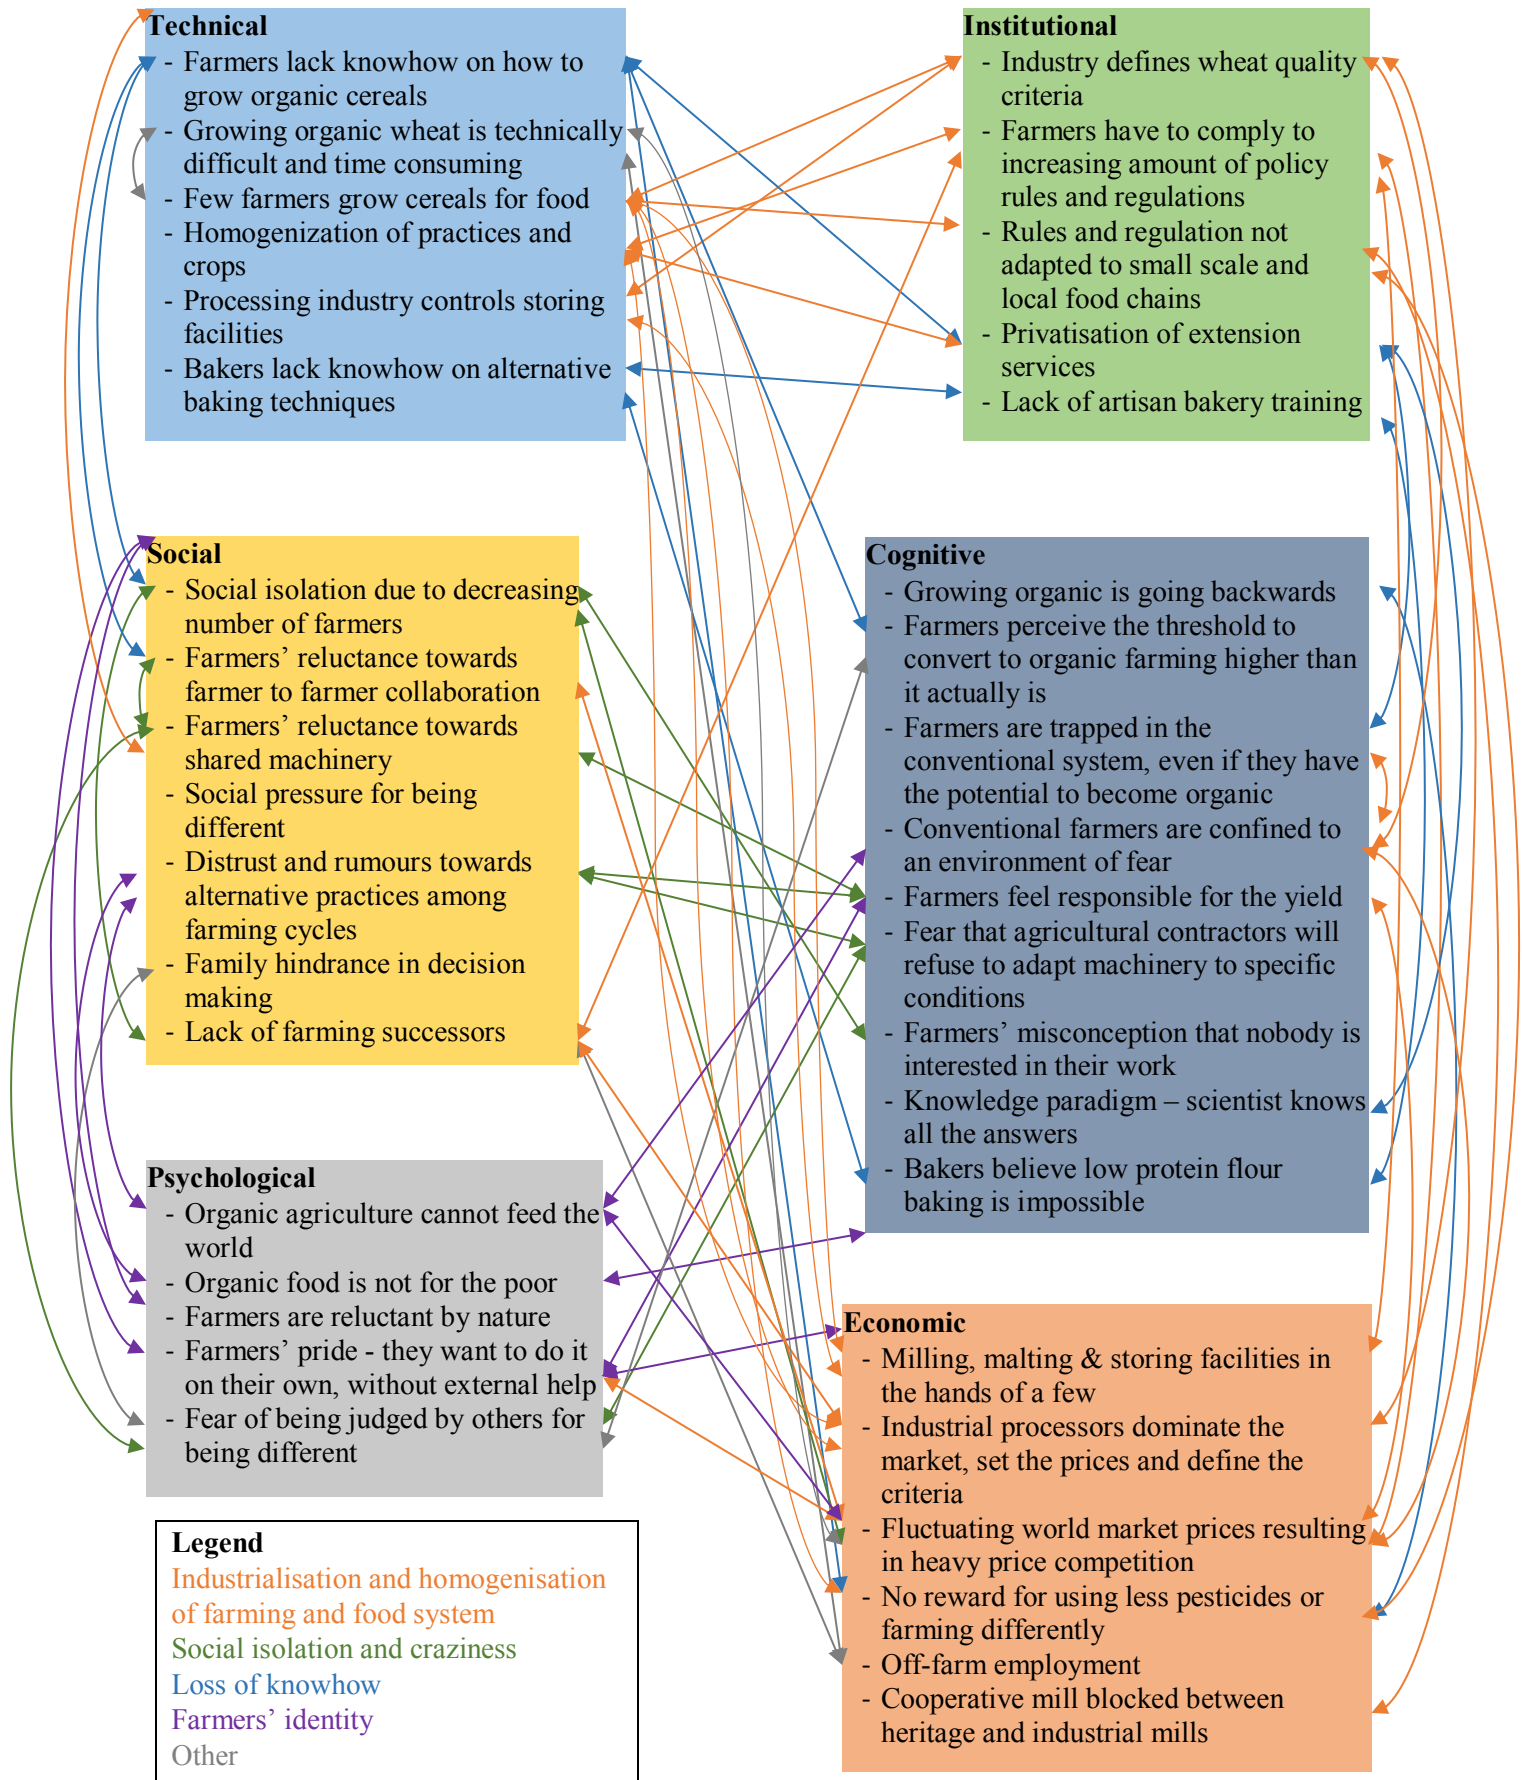 Technical
- Farmers lack knowhow on how to
grow organic cereals
- Growing organic wheat is technically
difficult and time consuming
- Few farmers grow cereals for food
- Homogenization of practices and
crops
- Processing industry controls storing
facilities
- Bakers lack knowhow on alternative
baking techniques
Institutional
- Industry defines wheat quality
criteria
- Farmers have to comply to
increasing amount of policy
rules and regulations
- Rules and regulation not
adapted to small scale and
local food chains
- Privatisation of extension
services
- Lack of artisan bakery training
Social
- Social isolation due to decreasing
number of farmers
- Farmers’ reluctance towards
farmer to farmer collaboration
- Farmers’ reluctance towards
shared machinery
- Social pressure for being
different
- Distrust and rumours towards
alternative practices among
farming cycles
- Family hindrance in decision
making
- Lack of farming successors
Cognitive
- Growing organic is going backwards
- Farmers perceive the threshold to
convert to organic farming higher than
it actually is
- Farmers are trapped in the
conventional system, even if they have
the potential to become organic
- Conventional farmers are confined to
an environment of fear
- Farmers feel responsible for the yield
- Fear that agricultural contractors will
refuse to adapt machinery to specific
conditions
- Farmers’ misconception that nobody is
interested in their work
- Knowledge paradigm – scientist knows
all the answers
- Bakers believe low protein flour
baking is impossible
Psychological
- Organic agriculture cannot feed the
world
- Organic food is not for the poor
- Farmers are reluctant by nature
- Farmers’ pride - they want to do it
on their own, without external help
- Fear of being judged by others for
being different
Economic
- Milling, malting & storing facilities in
the hands of a few
- Industrial processors dominate the
market, set the prices and define the
criteria
- Fluctuating world market prices resulting
in heavy price competition
- No reward for using less pesticides or
farming differently
- Off-farm employment
- Cooperative mill blocked between
heritage and industrial mills
Legend
Industrialisation and homogenisation
of farming and food system
Social isolation and craziness
Loss of knowhow
Farmers’ identity
Other